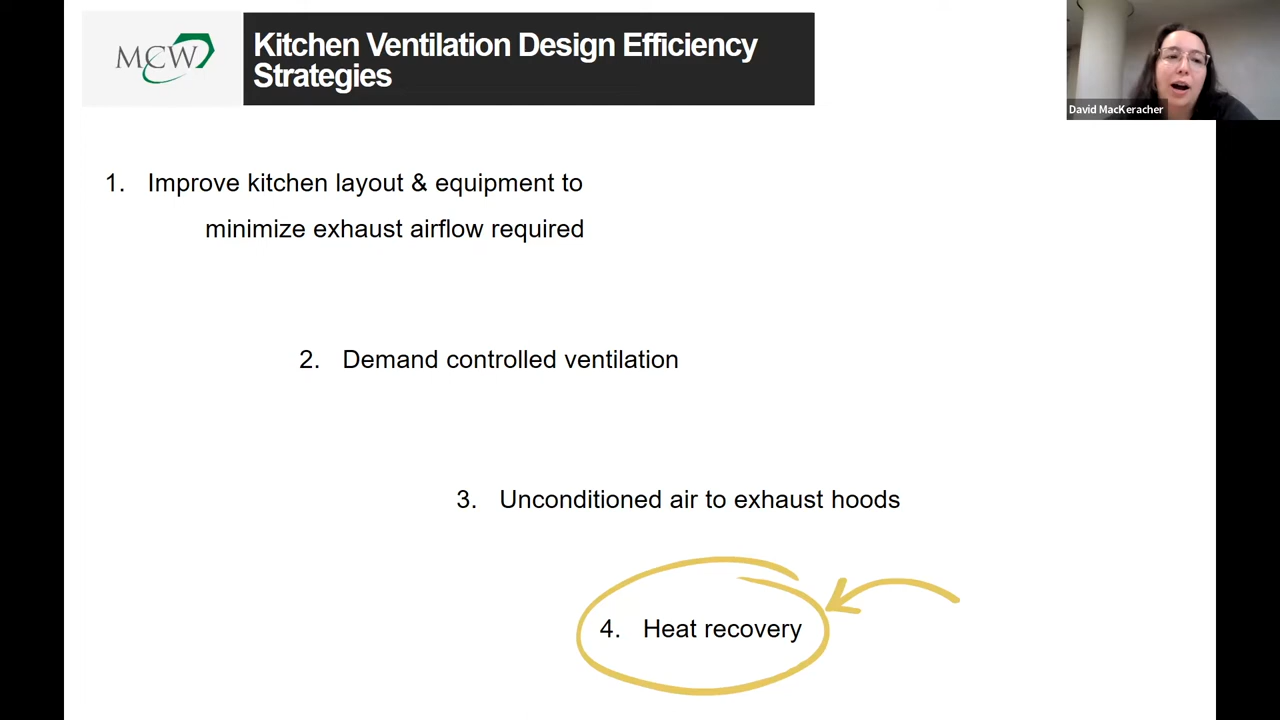 MCW
Kitchen Ventilation Design Efficiency
Strategies
David MacKeracher
1. Improve kitchen layout & equipment to
minimize exhaust airflow required
2. Demand controlled ventilation
3. Unconditioned air to exhaust hoods
4. Heat recovery